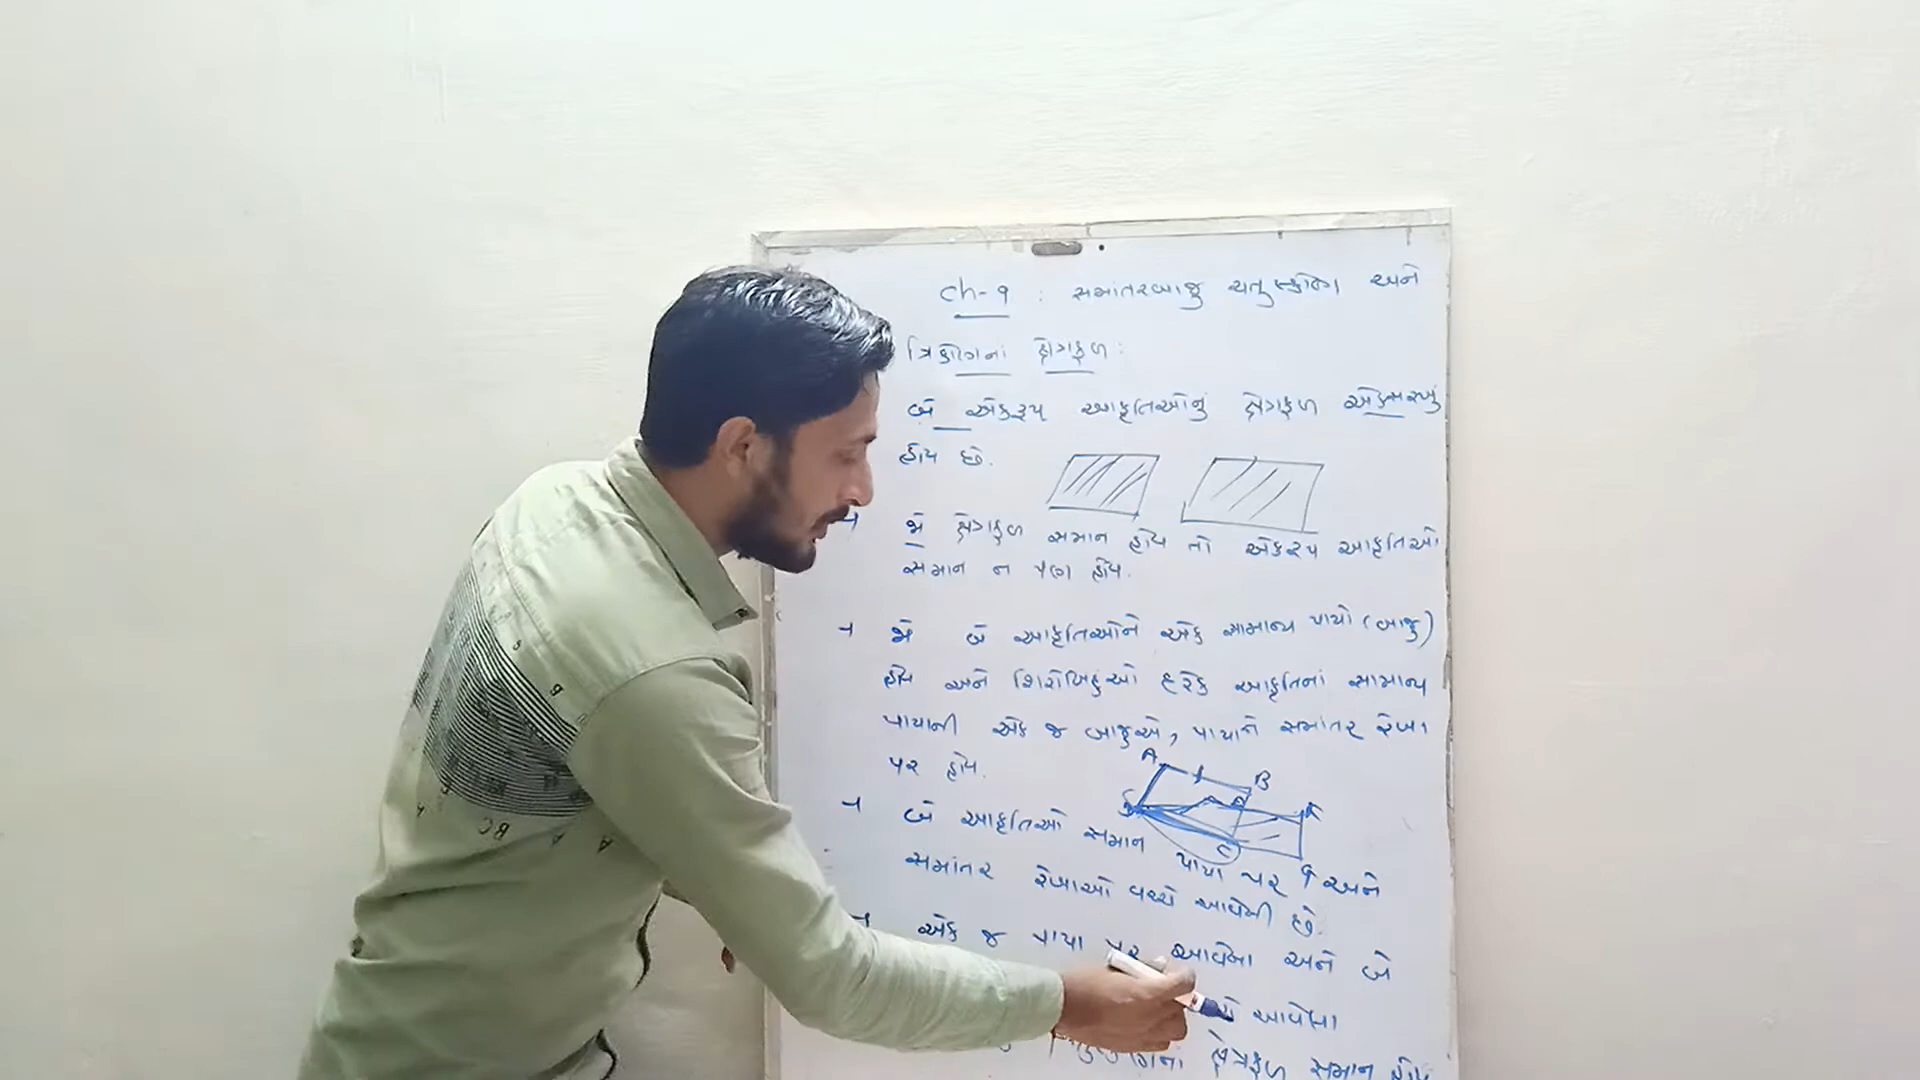 ch-9 : સમાંતરબાજુ ચતુષ્કોણ અને
ત્રિકોણનાં ક્ષેત્રફળ :
બે એકરૂપ આકૃતિઓનું ક્ષેત્રફળ એકસરખું
હોય છે.
→ જો ક્ષેત્રફળ સમાન હોય તો એકરૂપ આકૃતિઓ
સમાન ન પણ હોય.
→ જો બે આકૃતિઓને એક સામાન્ય પાયો (બાજુ)
હોય અને શિરોબિંદુઓ દરેક આકૃતિનાં સામાન્ય
પાયાની એક જ બાજુએ, પાયાને સમાંતર રેખા
પર હોય.
A B
C
→ બે આકૃતિઓ સમાન પાયા પર અને
સમાંતર રેખાઓ વચ્ચે આવેલી છે.
→ એક જ પાયા પર આવેલા અને બે
આવેલા
ક્ષેત્રફળ સમાન હોય
BC